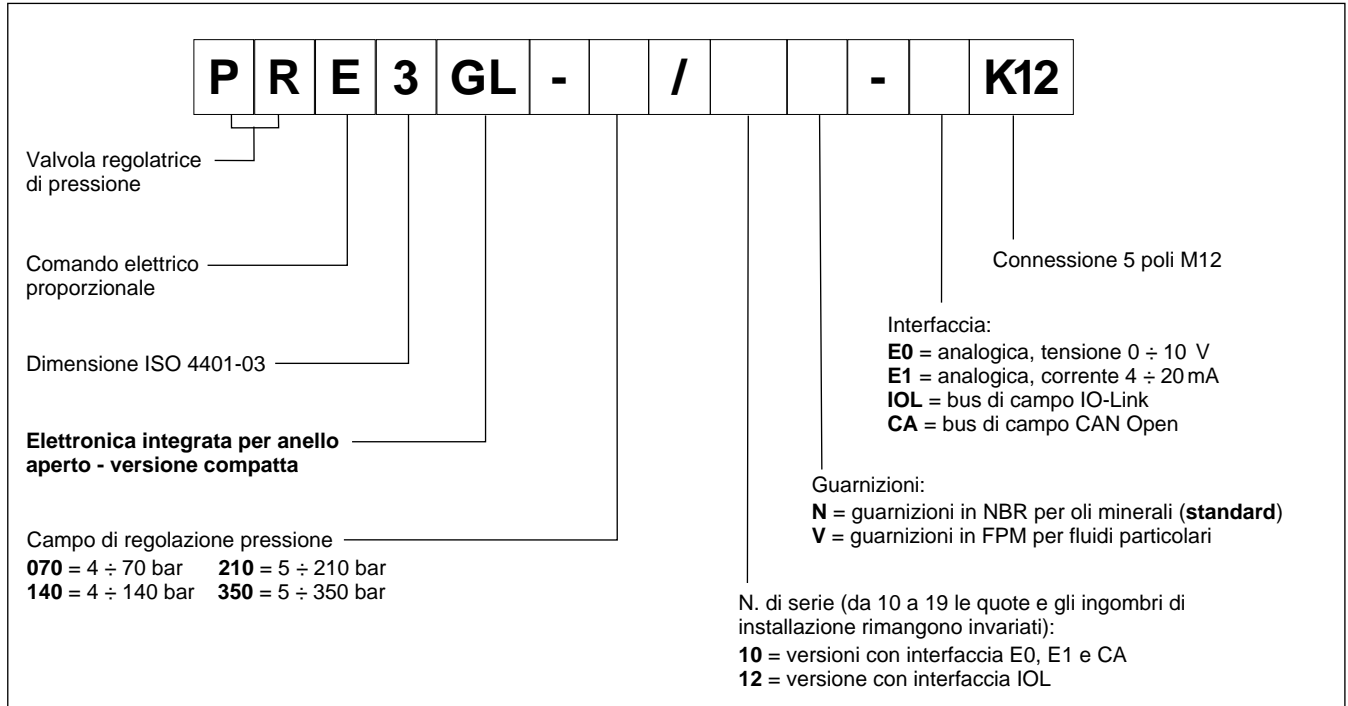 P R E 3 GL - / - K12
Valvola regolatrice
di pressione
Comando elettrico
proporzionale
Dimensione ISO 4401-03
Elettronica integrata per anello
aperto - versione compatta
Campo di regolazione pressione
070 = 4 ÷ 70 bar 210 = 5 ÷ 210 bar
140 = 4 ÷ 140 bar 350 = 5 ÷ 350 bar
Connessione 5 poli M12
Interfaccia:
E0 = analogica, tensione 0 ÷ 10 V
E1 = analogica, corrente 4 ÷ 20 mA
IOL = bus di campo IO-Link
CA = bus di campo CAN Open
Guarnizioni:
N = guarnizioni in NBR per oli minerali (standard)
V = guarnizioni in FPM per fluidi particolari
N. di serie (da 10 a 19 le quote e gli ingombri di
installazione rimangono invariati):
10 = versioni con interfaccia E0, E1 e CA
12 = versione con interfaccia IOL